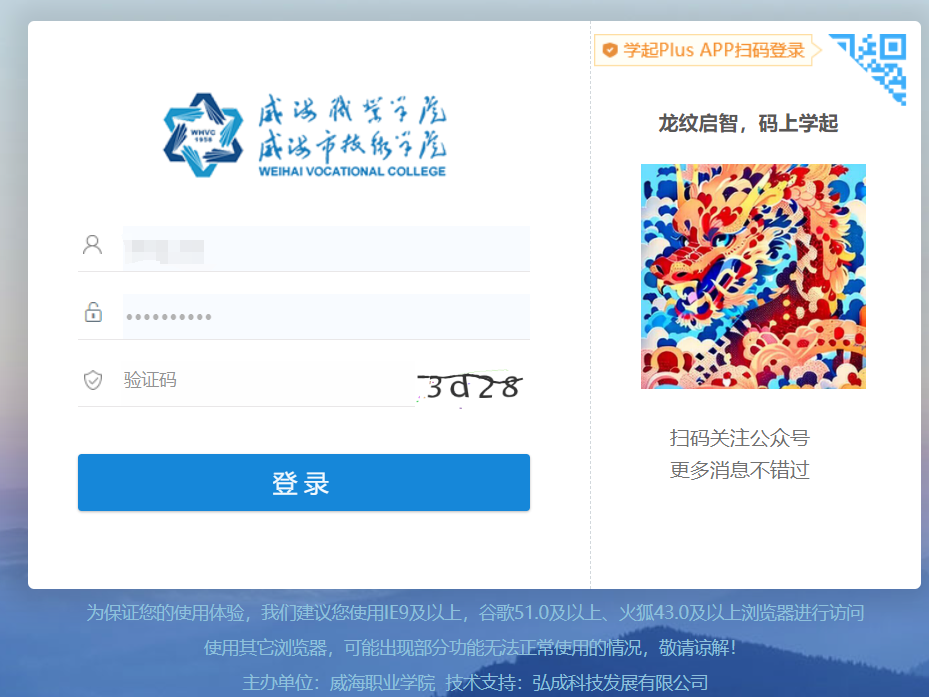 学起Plus APP扫码登录
WHVC
1958
威海职业学院
威海市技术学院
WEIHAI VOCATIONAL COLLEGE
龙纹启智，码上学起
••••••••••
验证码
3d28
登录
扫码关注公众号
更多消息不错过
为保证您的使用体验，我们建议您使用IE9及以上，谷歌51.0及以上、火狐43.0及以上浏览器进行访问
使用其它浏览器，可能出现部分功能无法正常使用的情况，敬请谅解！
主办单位：威海职业学院 技术支持：弘成科技发展有限公司